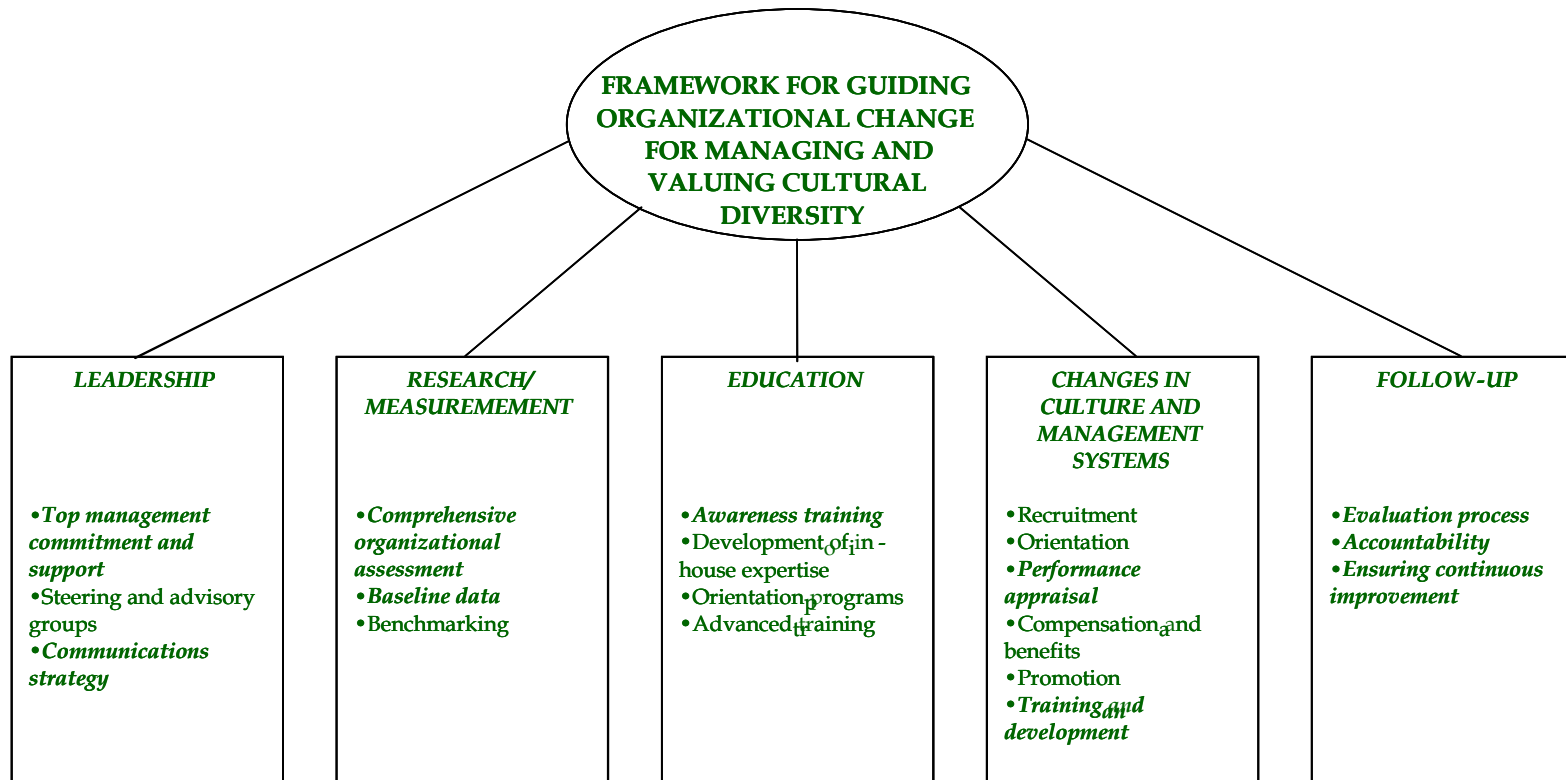 FRAMEWORK FOR GUIDING
ORGANIZATIONAL CHANGE
FOR MANAGING AND
VALUING CULTURAL
DIVERSITY
LEADERSHIP
•Top management
commitment and
support
•Steering and advisory
groups
•Communications
strategy
RESEARCH/
MEASUREMEMENT
•Comprehensive
organizational
assessment
•Baseline data
•Benchmarking
EDUCATION
•Awareness training
•Development of in -
house expertise
•Orientation programs
•Advanced training
CHANGES IN
CULTURE AND
MANAGEMENT
SYSTEMS
•Recruitment
•Orientation
•Performance
appraisal
•Compensation and
benefits
•Promotion
•Training and
development
FOLLOW-UP
•Evaluation process
•Accountability
•Ensuring continuous
improvement